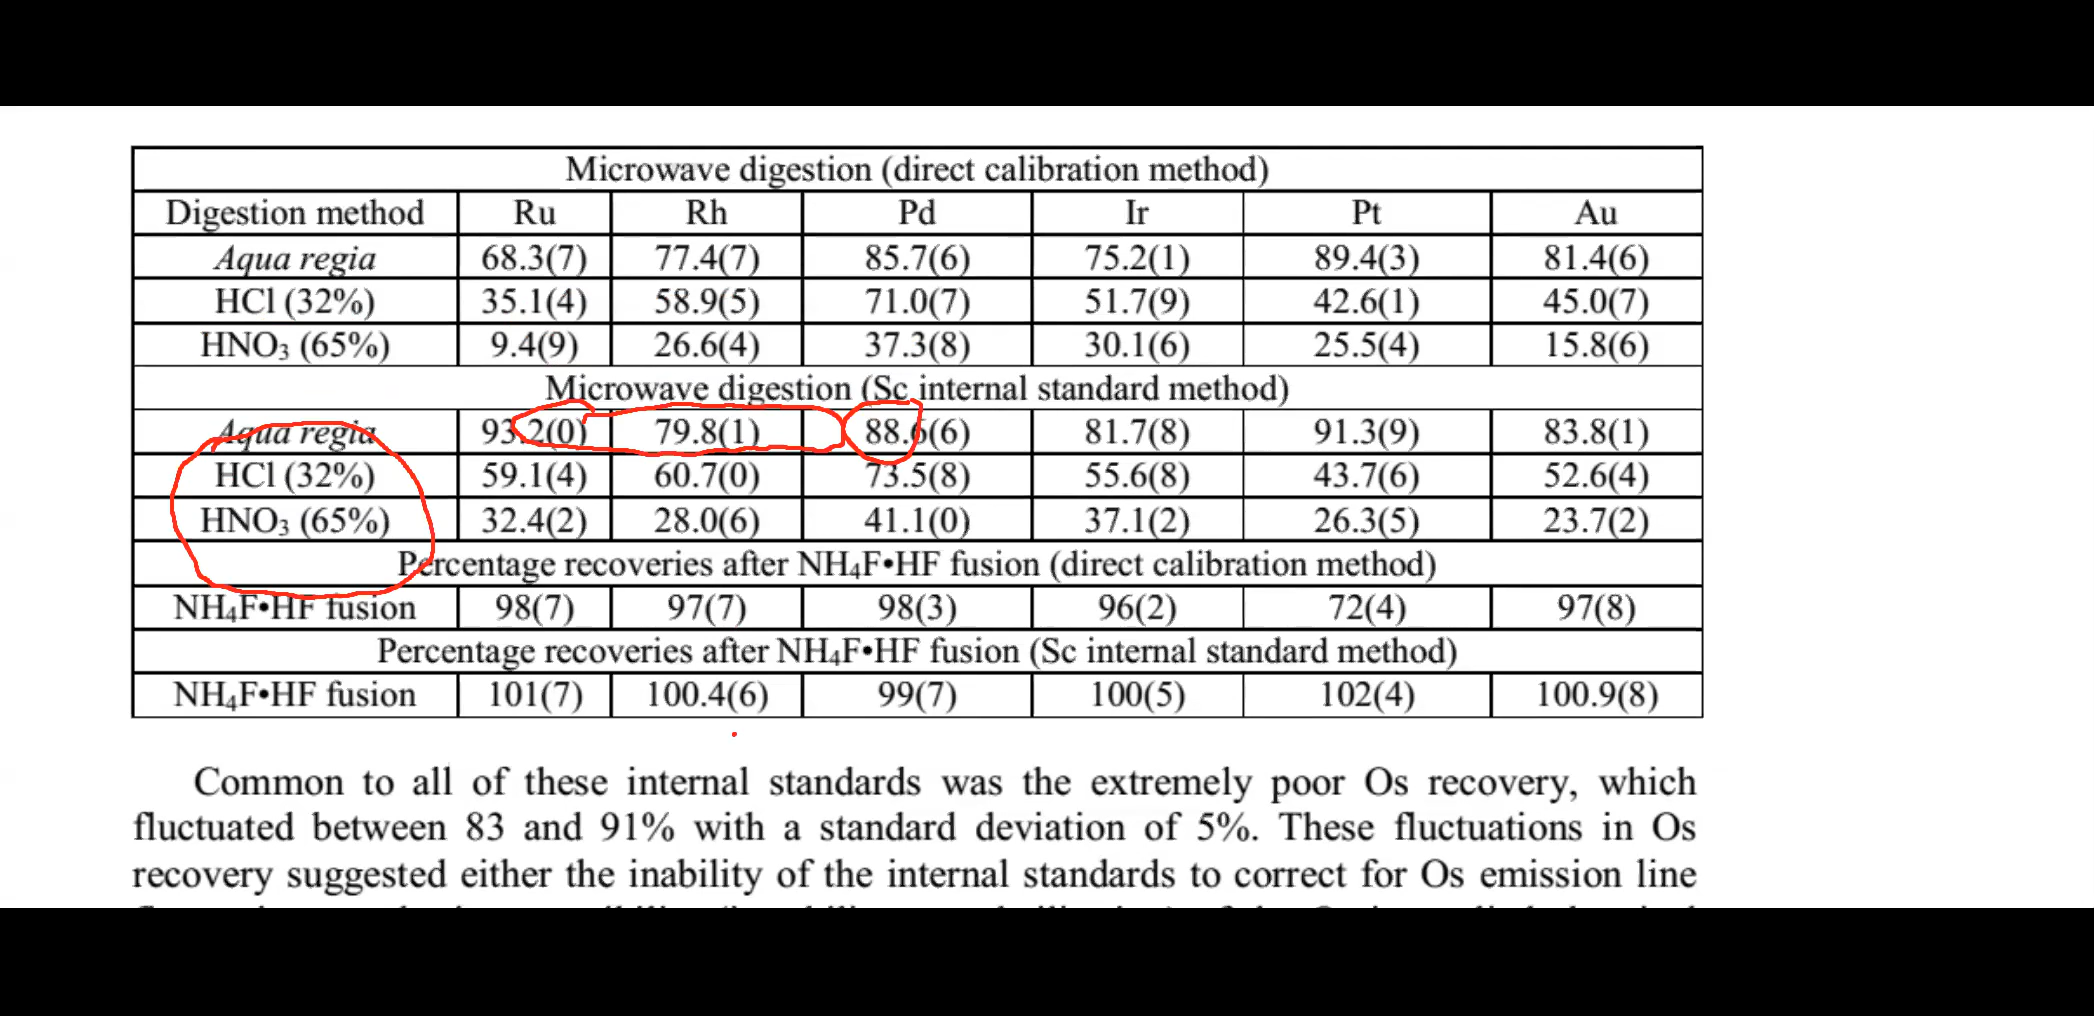 Microwave digestion (direct calibration method)
Digestion method Ru Rh Pd Ir Pt Au
Aqua regia 68.3(7) 77.4(7) 85.7(6) 75.2(1) 89.4(3) 81.4(6)
HCl (32%) 35.1(4) 58.9(5) 71.0(7) 51.7(9) 42.6(1) 45.0(7)
HNO₃ (65%) 9.4(9) 26.6(4) 37.3(8) 30.1(6) 25.5(4) 15.8(6)
Microwave digestion (Sc internal standard method)
Aqua regia 93.2(0) 79.8(1) 88.6(6) 81.7(8) 91.3(9) 83.8(1)
HCl (32%) 59.1(4) 60.7(0) 73.5(8) 55.6(8) 43.7(6) 52.6(4)
HNO₃ (65%) 32.4(2) 28.0(6) 41.1(0) 37.1(2) 26.3(5) 23.7(2)
Percentage recoveries after NH₄F•HF fusion (direct calibration method)
NH₄F•HF fusion 98(7) 97(7) 98(3) 96(2) 72(4) 97(8)
Percentage recoveries after NH₄F•HF fusion (Sc internal standard method)
NH₄F•HF fusion 101(7) 100.4(6) 99(7) 100(5) 102(4) 100.9(8)
Common to all of these internal standards was the extremely poor Os recovery, which
fluctuated between 83 and 91% with a standard deviation of 5%. These fluctuations in Os
recovery suggested either the inability of the internal standards to correct for Os emission line